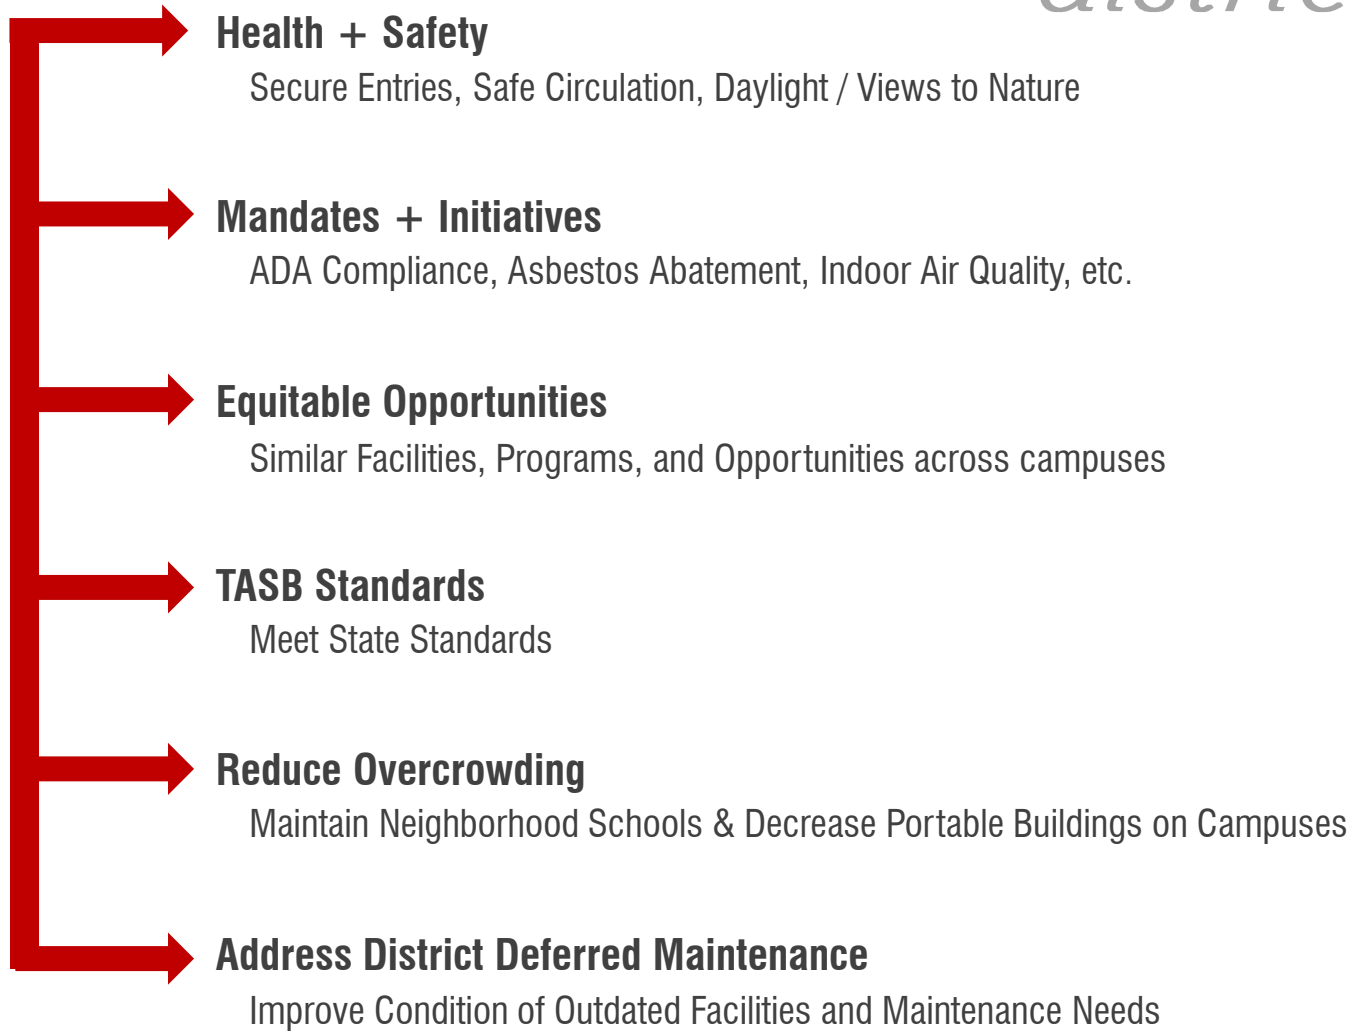 Health + Safety
Secure Entries, Safe Circulation, Daylight / Views to Nature
Mandates + Initiatives
ADA Compliance, Asbestos Abatement, Indoor Air Quality, etc.
Equitable Opportunities
Similar Facilities, Programs, and Opportunities across campuses
TASB Standards
Meet State Standards
Reduce Overcrowding
Maintain Neighborhood Schools & Decrease Portable Buildings on Campuses
Address District Deferred Maintenance
Improve Condition of Outdated Facilities and Maintenance Needs